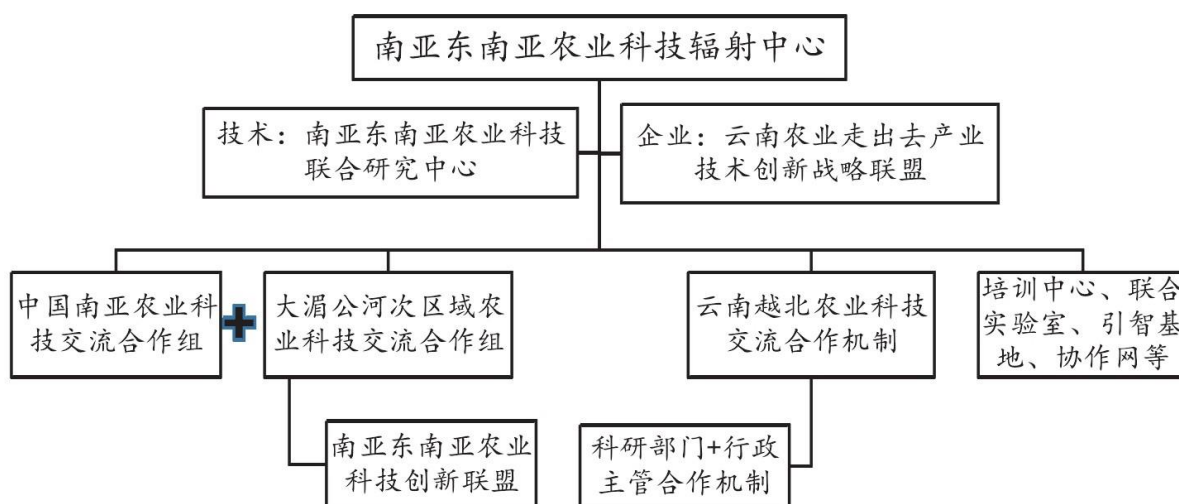 南亚东南亚农业科技辐射中心
技术：南亚东南亚农业科技
联合研究中心
企业：云南农业走出去产业
技术创新战略联盟
中国南亚农业科
技交流合作组
大湄公河次区域农
业科技交流合作组
云南越北农业科技
交流合作机制
培训中心、联合
实验室、引智基
地、协作网等
南亚东南亚农业
科技创新联盟
科研部门+行政
主管合作机制